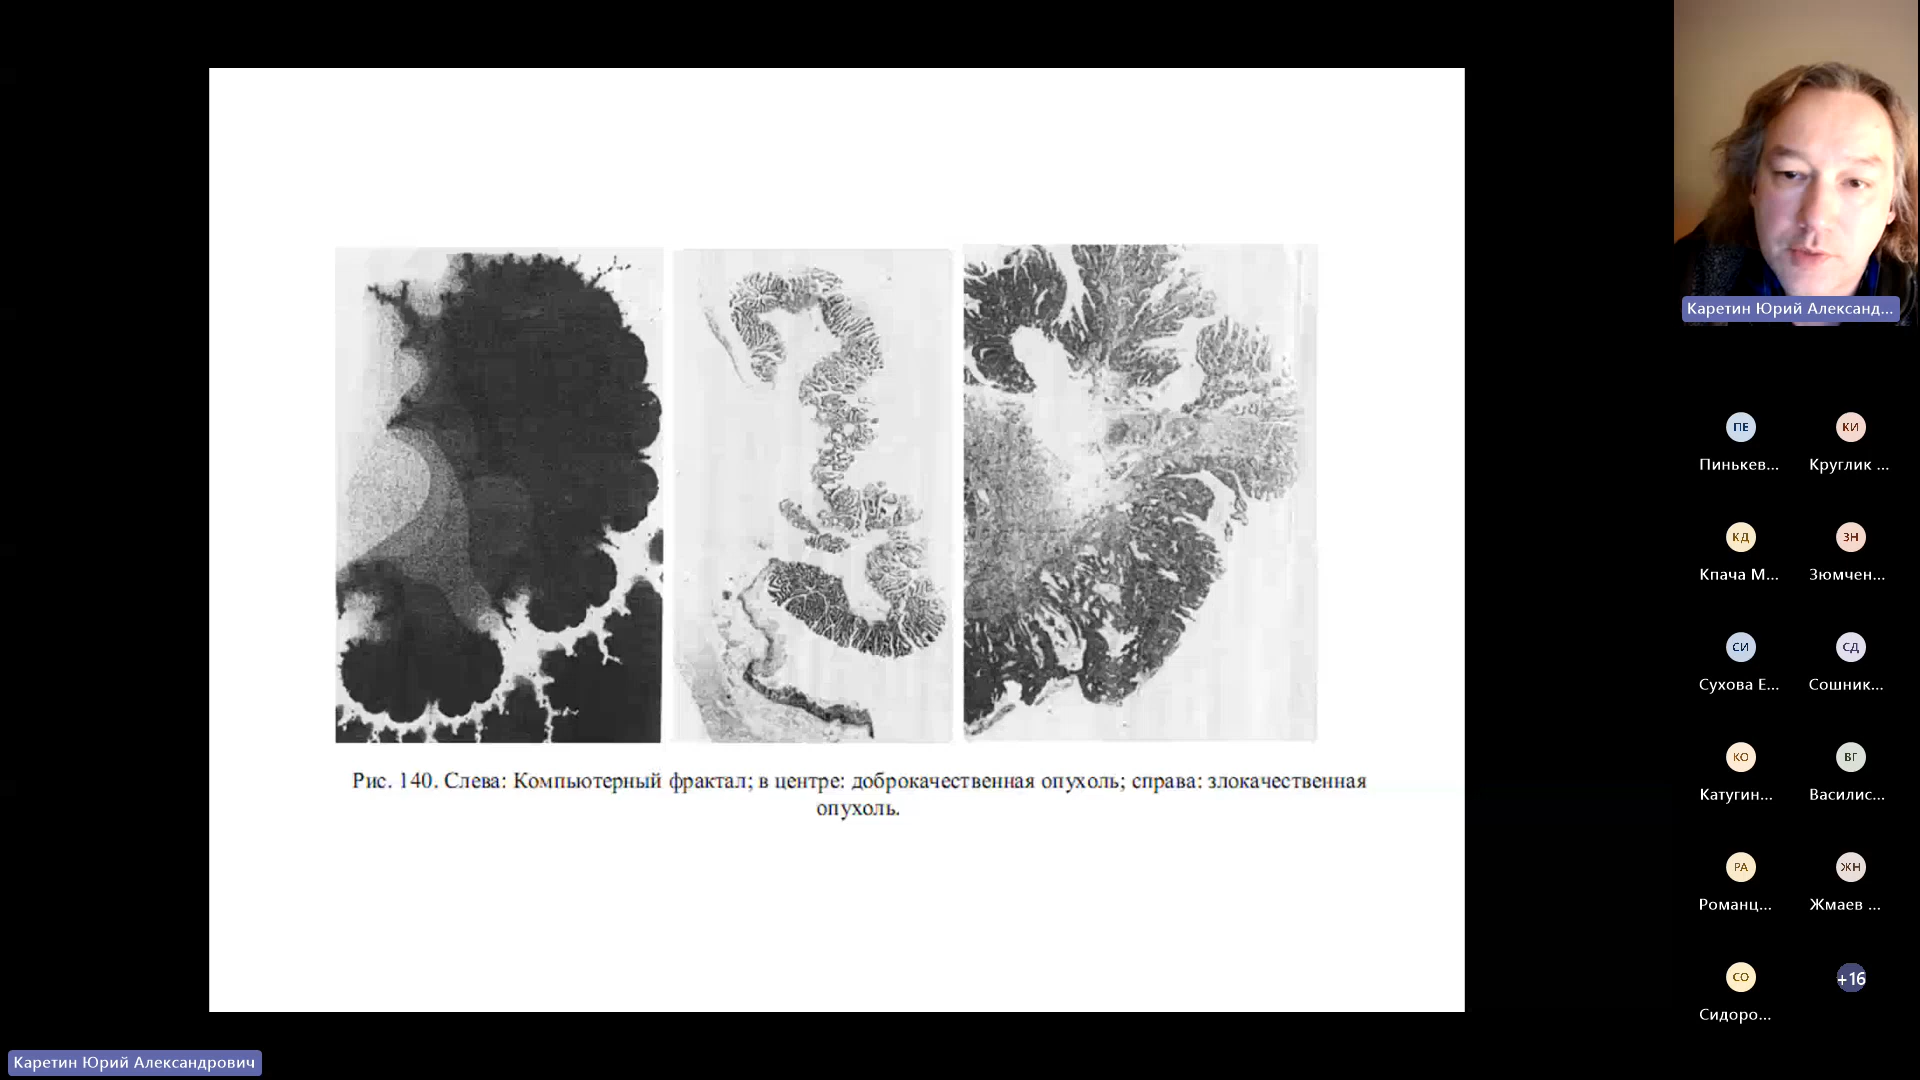 Рис. 140. Слева: Компьютерный фрактал; в центре: доброкачественная опухоль; справа: злокачественная
опухоль.
Каретин Юрий Александ...
ПЕ
КИ
Пинькев...
Круглик ...
КД
ЗН
Кпача М...
Зюмчен...
СИ
СД
Сухова Е...
Сошник...
КО
ВГ
Катугин...
Василис...
РА
ЖН
Романц...
Жмаев ...
СО
+16
Сидоро...
Каретин Юрий Александрович